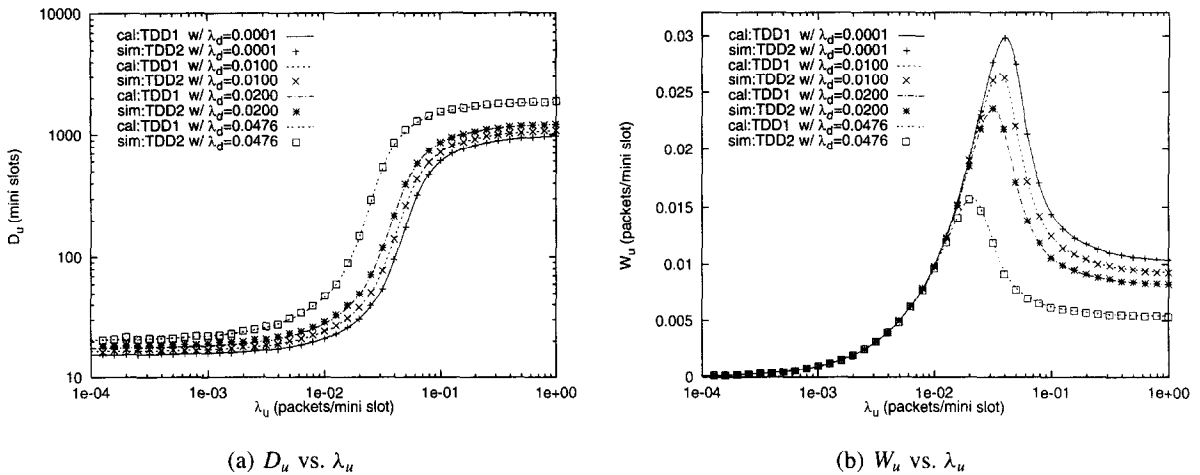 10000
1000
100
10
D_u (mini slots)
cal:TDD1 w/ λ_d=0.0001
sim:TDD2 w/ λ_d=0.0001
cal:TDD1 w/ λ_d=0.0100
sim:TDD2 w/ λ_d=0.0100
cal:TDD1 w/ λ_d=0.0200
sim:TDD2 w/ λ_d=0.0200
cal:TDD1 w/ λ_d=0.0476
sim:TDD2 w/ λ_d=0.0476
1e-04 1e-03 1e-02 1e-01 1e+00
λ_u (packets/mini slot)
(a) D_u vs. λ_u
0.03
0.025
0.02
0.015
0.01
0.005
0
W_u (packets/mini slot)
cal:TDD1 w/ λ_d=0.0001
sim:TDD2 w/ λ_d=0.0001
cal:TDD1 w/ λ_d=0.0100
sim:TDD2 w/ λ_d=0.0100
cal:TDD1 w/ λ_d=0.0200
sim:TDD2 w/ λ_d=0.0200
cal:TDD1 w/ λ_d=0.0476
sim:TDD2 w/ λ_d=0.0476
1e-04 1e-03 1e-02 1e-01 1e+00
λ_u (packets/mini slot)
(b) W_u vs. λ_u